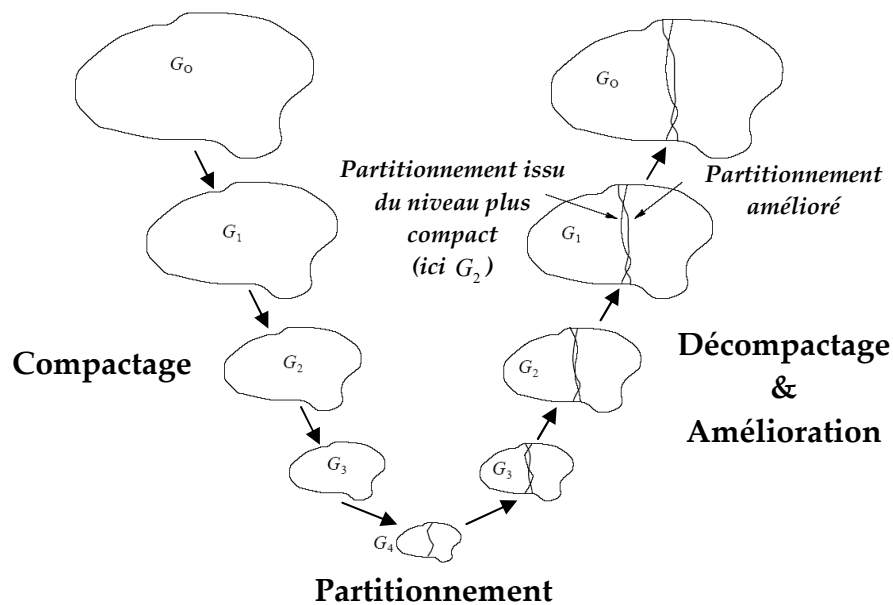 G₀
G₀
Partitionnement issu
du niveau plus
compact
(ici G₂)
Partitionnement
amélioré
G₁
G₁
Compactage
G₂
G₂
Décompactage
&
Amélioration
G₃
G₃
G₄
Partitionnement